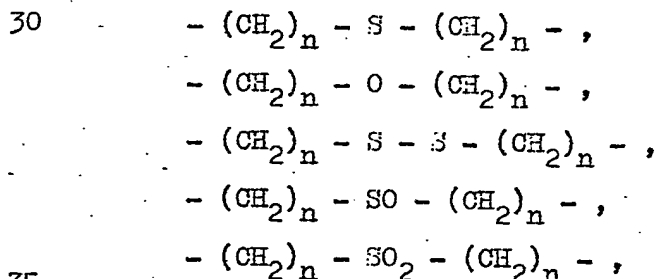 30 - (CH2)n - S - (CH2)n - ,
- (CH2)n - O - (CH2)n - ,
- (CH2)n - S - S - (CH2)n - ,
- (CH2)n - SO - (CH2)n - ,
- (CH2)n - SO2 - (CH2)n - ,
35